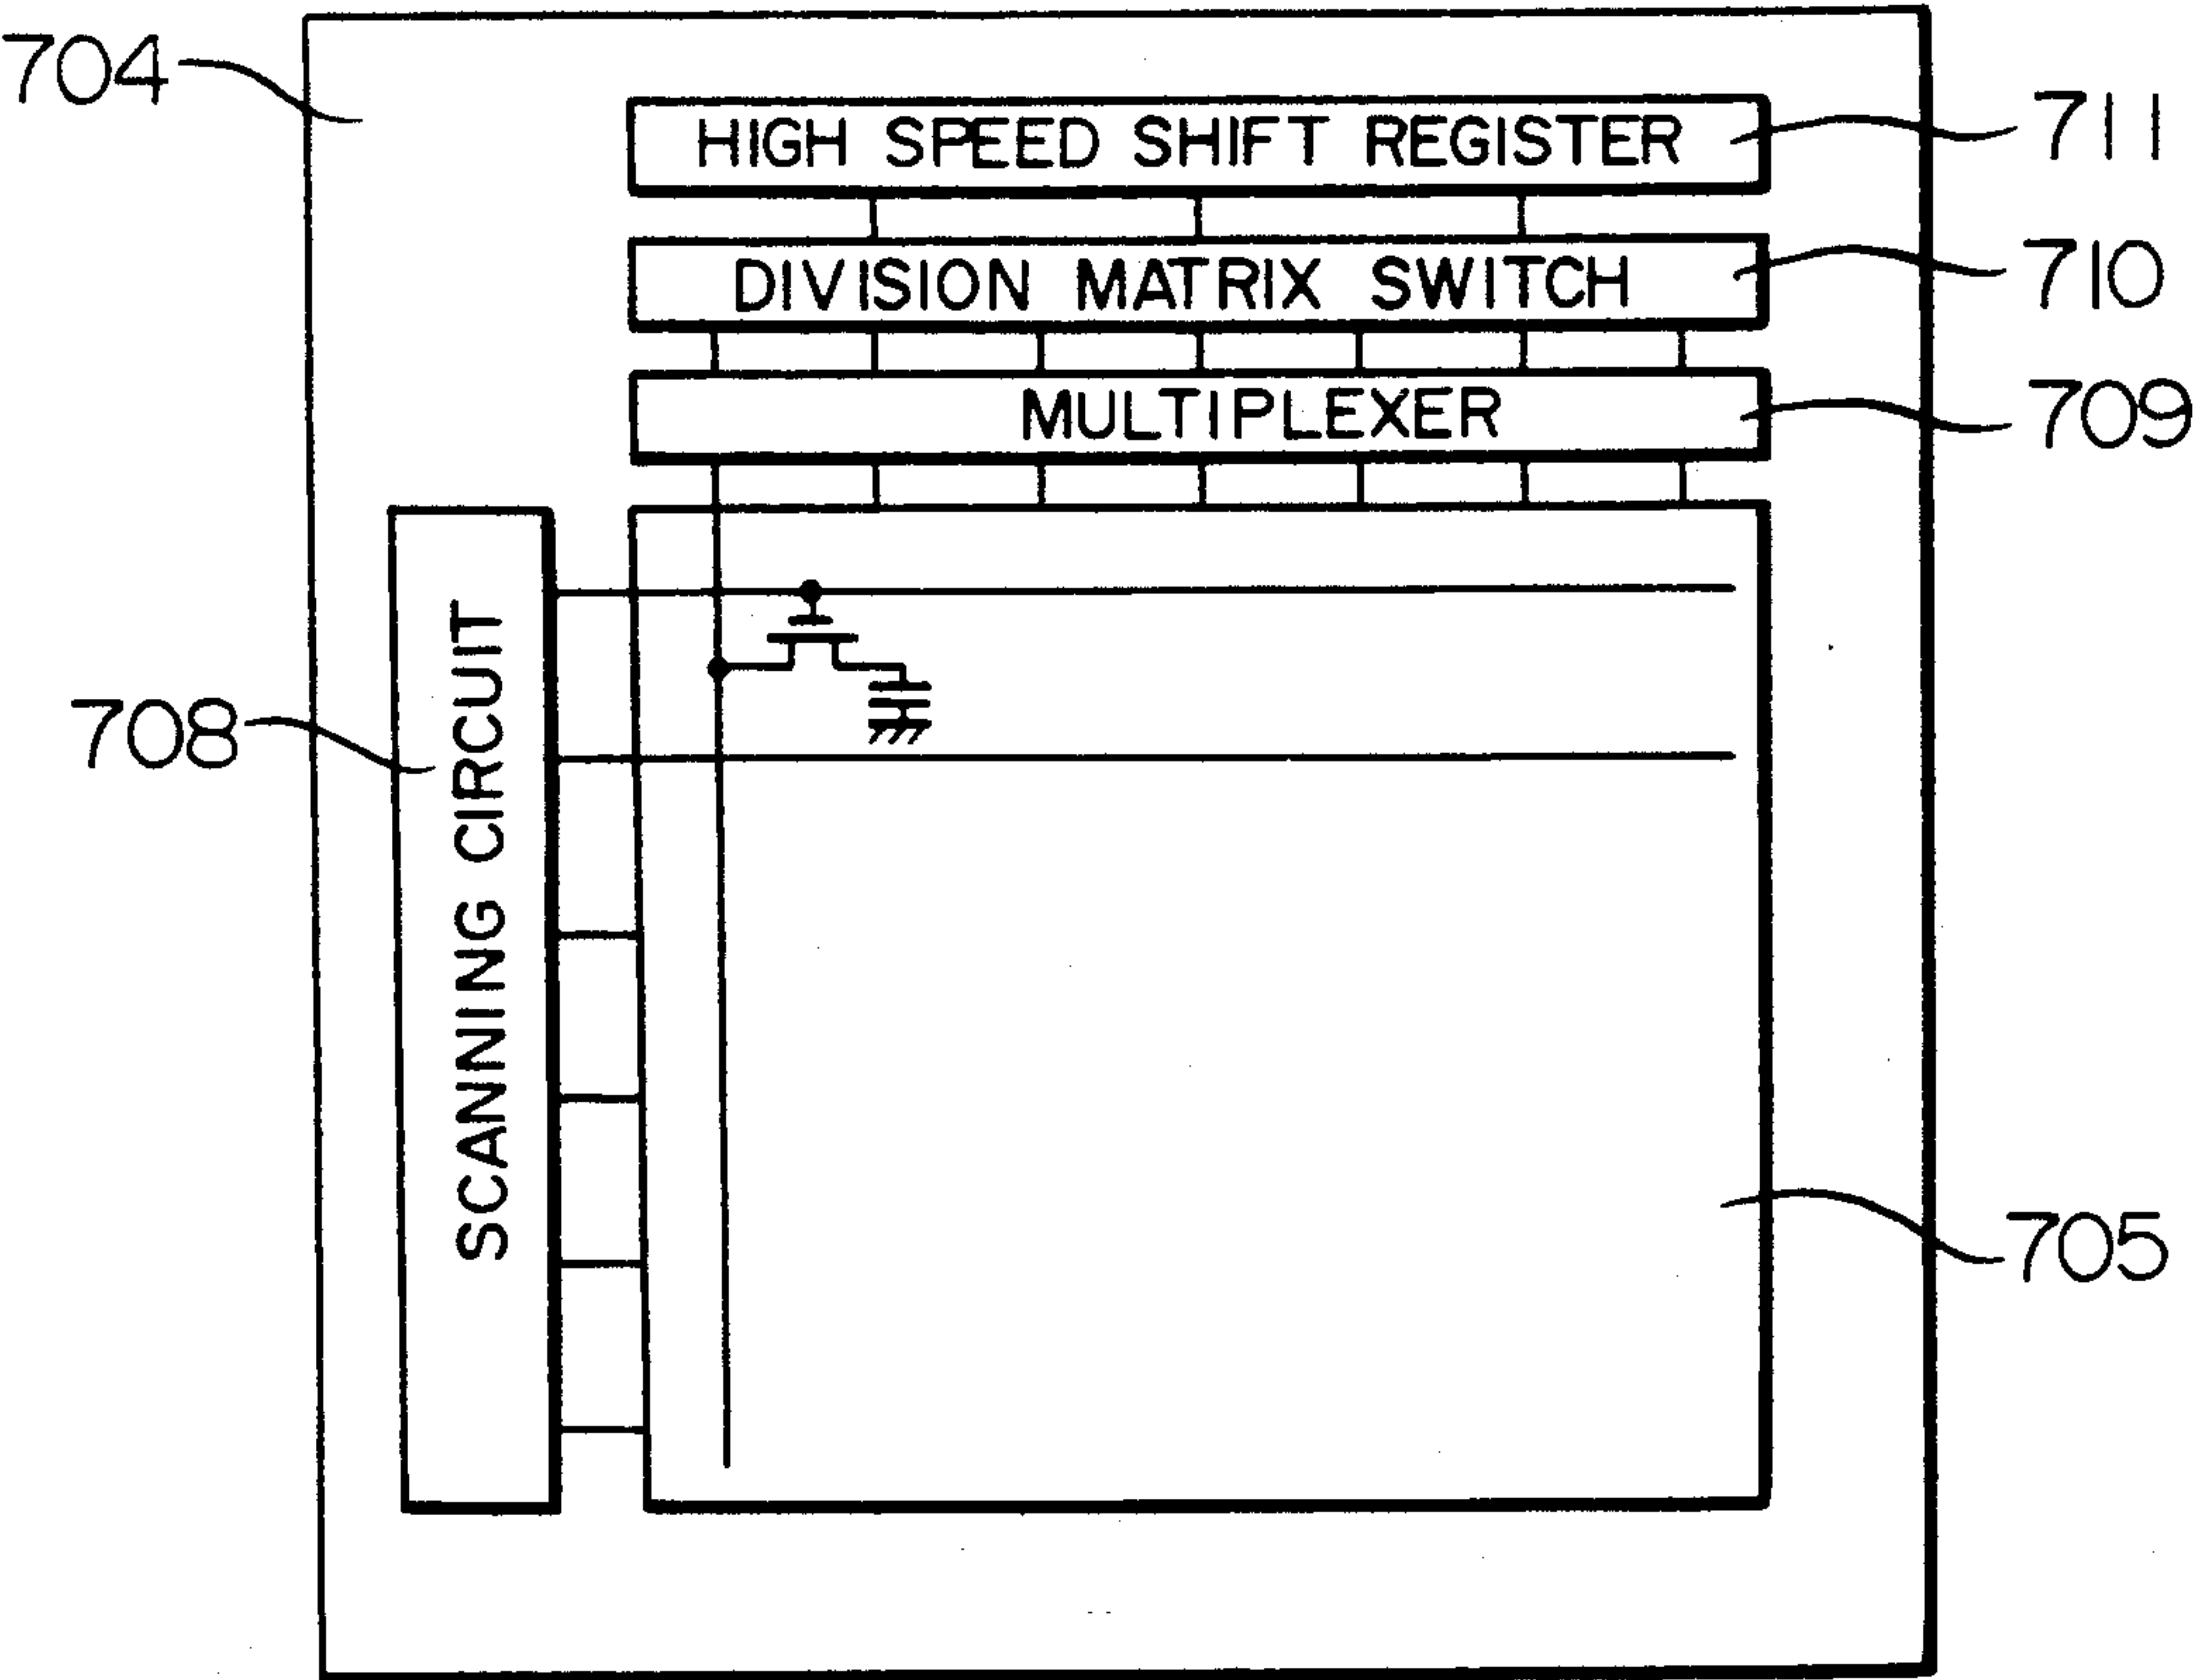 704
HIGH SPEED SHIFT REGISTER
711
DIVISION MATRIX SWITCH
710
MULTIPLEXER
709
SCANNING CIRCUIT
708
705